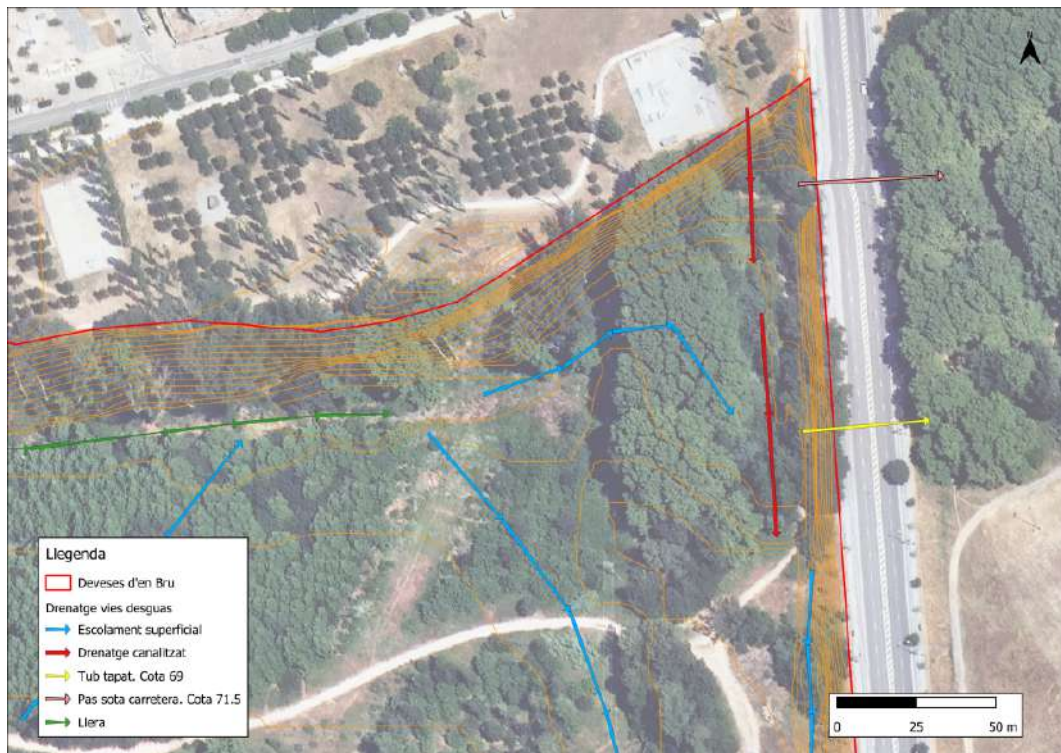 N
Llegenda
Deveses d'en Bru
Drenatge vies desguas
Escolament superficial
Drenatge canalitzat
Tub tapat. Cota 69
Pas sota carretera. Cota 71.5
Llera
0 25 50 m